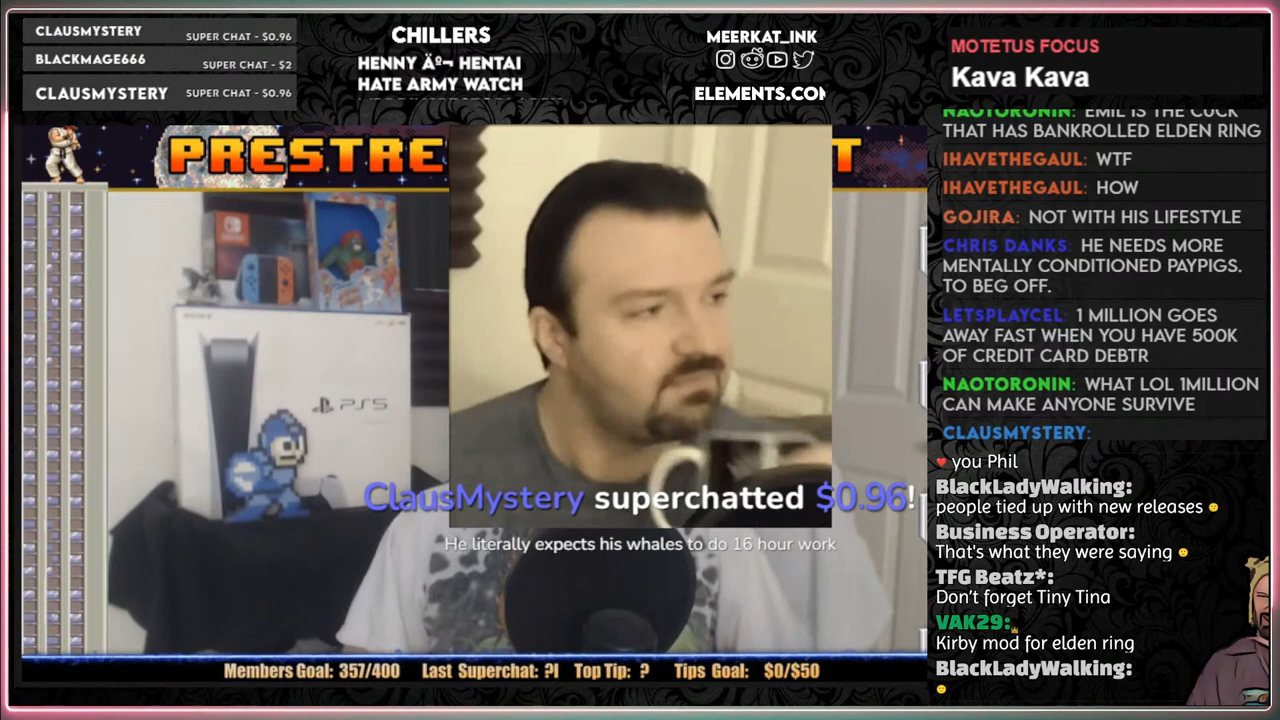 CLAUSMYSTERY
SUPER CHAT - $0.96
BLACKMAGE666
SUPER CHAT - $2
CLAUSMYSTERY
SUPER CHAT - $0.96
CHILLERS
HENNY Äº¬ HENTAI
HATE ARMY WATCH
MEERKAT_INK
ELEMENTS.COM
MOTETUS FOCUS
Kava Kava
PRESTRE
T
SONY
PS5
ClausMystery superchatted $0.96!
He literally expects his whales to do 16 hour work
Members Goal: 357/400 Last Superchat: ?! Top Tip: ? Tips Goal: $0/$50
NAOTORONIN: EMIL IS THE CUCK
THAT HAS BANKROLLED ELDEN RING
IHAVETHEGAUL: WTF
IHAVETHEGAUL: HOW
GOJIRA: NOT WITH HIS LIFESTYLE
CHRIS DANKS: HE NEEDS MORE
MENTALLY CONDITIONED PAYPIGS.
TO BEG OFF.
LETSPLAYCEL: 1 MILLION GOES
AWAY FAST WHEN YOU HAVE 500K
OF CREDIT CARD DEBTR
NAOTORONIN: WHAT LOL 1MILLION
CAN MAKE ANYONE SURVIVE
CLAUSMYSTERY:
you Phil
BlackLadyWalking:
people tied up with new releases
Business Operator:
That's what they were saying
TFG Beatz*:
Don't forget Tiny Tina
VAK29:
Kirby mod for elden ring
BlackLadyWalking: